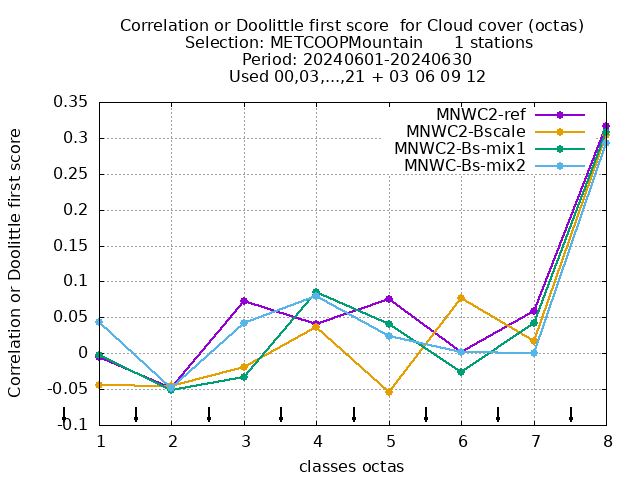 Correlation or Doolittle first score  for Cloud cover (octas)
Selection: METCOOPMountain      1 stations
Period: 20240601-20240630
Used 00,03,...,21 + 03 06 09 12
Correlation or Doolittle first score
0.35
0.3
0.25
0.2
0.15
0.1
0.05
0
-0.05
-0.1
MNWC2-ref
MNWC2-Bscale
MNWC2-Bs-mix1
MNWC-Bs-mix2
1 2 3 4 5 6 7 8
classes octas